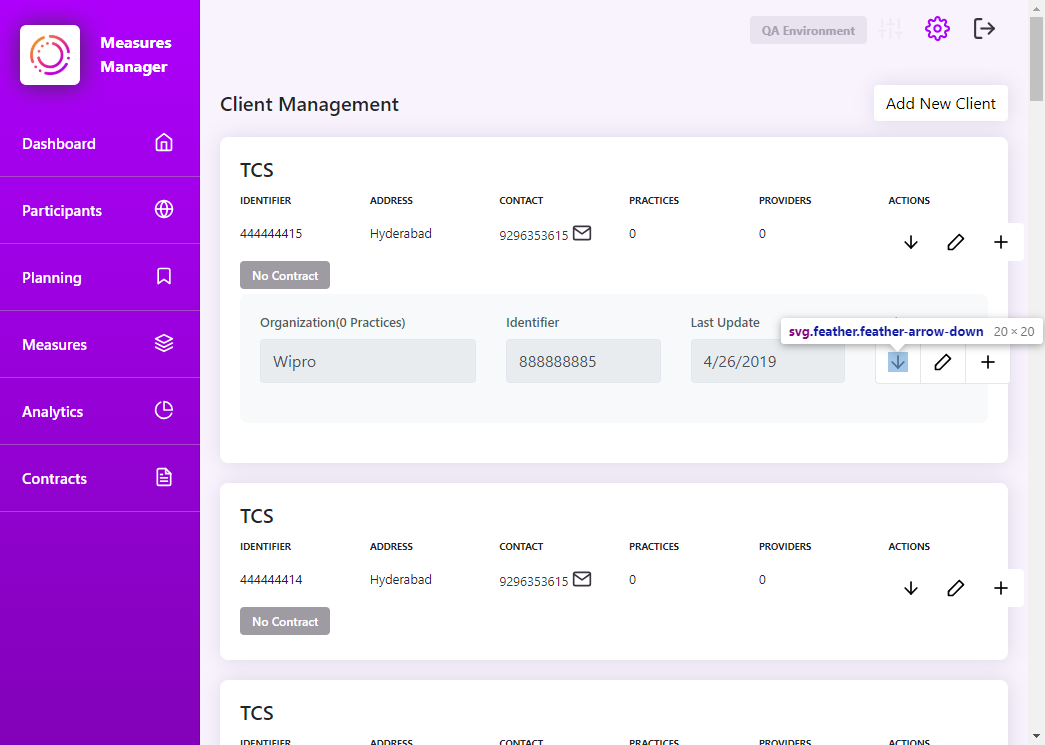 Measures
Manager
QA Environment
Dashboard
Participants
Planning
Measures
Analytics
Contracts
Client Management
Add New Client
TCS
IDENTIFIER ADDRESS CONTACT PRACTICES PROVIDERS ACTIONS
444444415 Hyderabad 9296353615 0 0
No Contract
Organization(0 Practices) Identifier Last Update
svg.feather.feather-arrow-down 20 × 20
Wipro 888888885 4/26/2019
TCS
IDENTIFIER ADDRESS CONTACT PRACTICES PROVIDERS ACTIONS
444444414 Hyderabad 9296353615 0 0
No Contract
TCS
IDENTIFIER ADDRESS CONTACT PRACTICES PROVIDERS ACTIONS